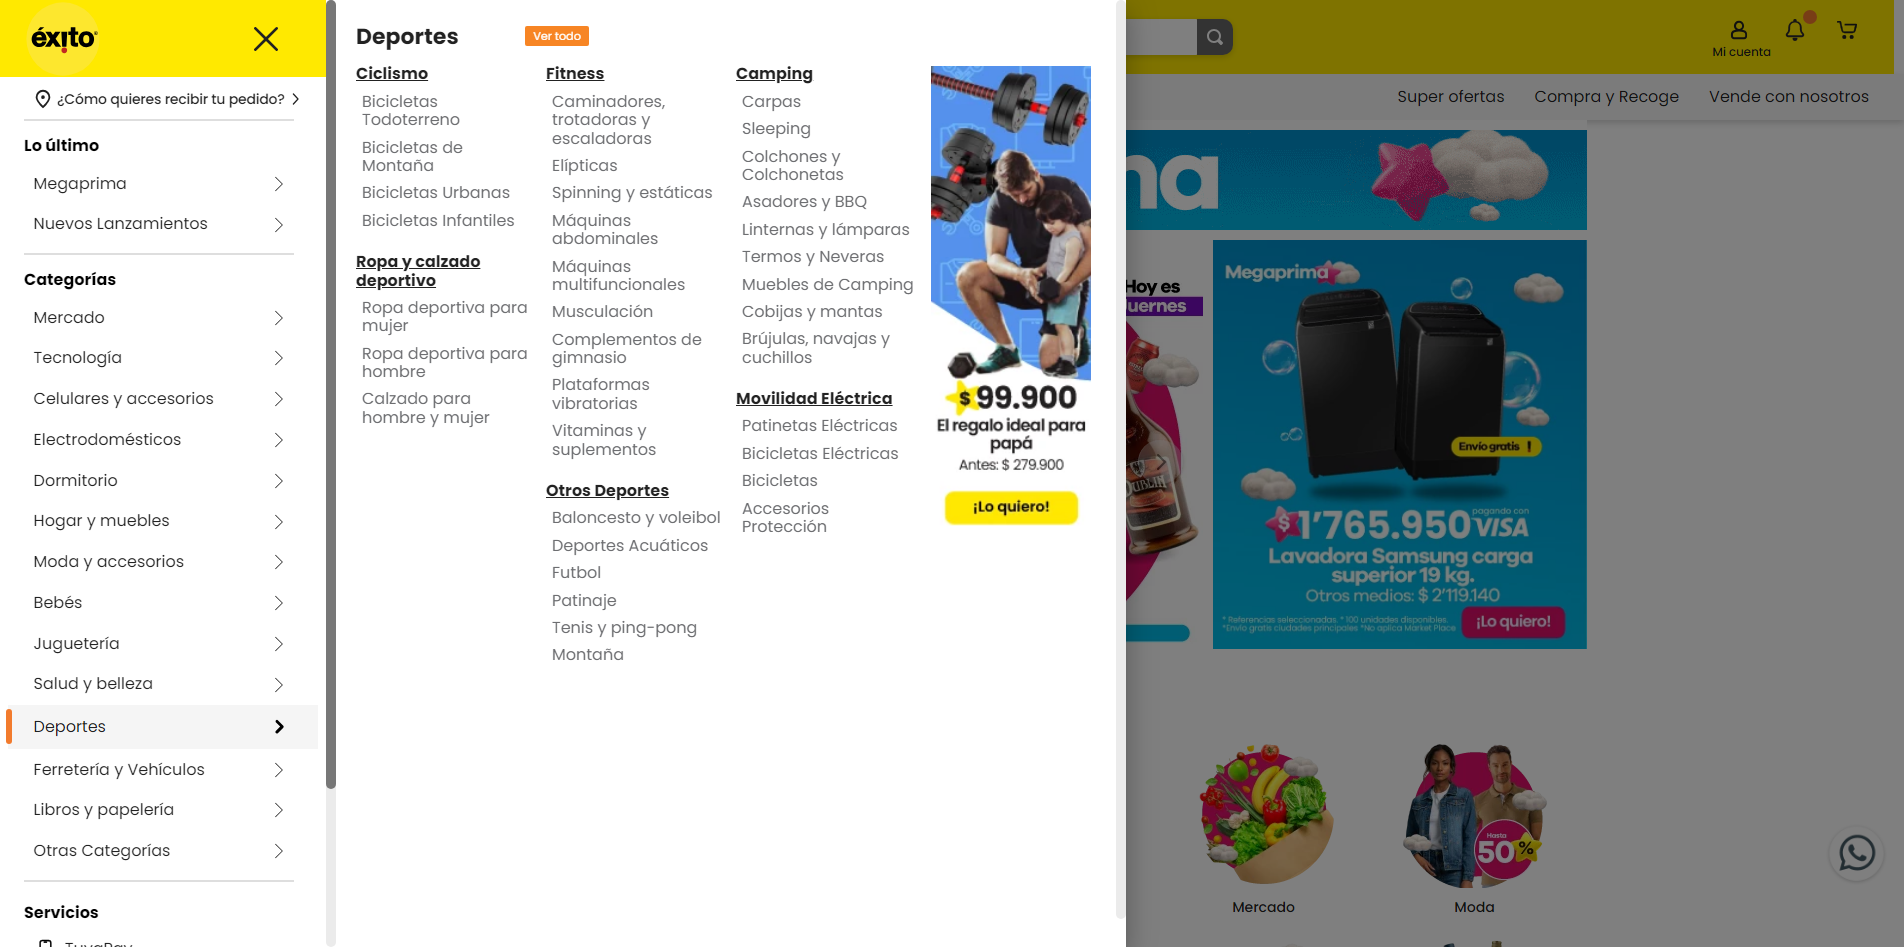 éxito
¿Cómo quieres recibir tu pedido?
Lo último
Megaprima
Nuevos Lanzamientos
Categorías
Mercado
Tecnología
Celulares y accesorios
Electrodomésticos
Dormitorio
Hogar y muebles
Moda y accesorios
Bebés
Juguetería
Salud y belleza
Deportes
Ferretería y Vehículos
Libros y papelería
Otras Categorías
Servicios
TuyaPay
Deportes
Ver todo
Ciclismo
Bicicletas
Todoterreno
Bicicletas de
Montaña
Bicicletas Urbanas
Bicicletas Infantiles
Ropa y calzado
deportivo
Ropa deportiva para
mujer
Ropa deportiva para
hombre
Calzado para
hombre y mujer
Fitness
Caminadores,
trotadoras y
escaladoras
Elípticas
Spinning y estáticas
Máquinas
abdominales
Máquinas
multifuncionales
Musculación
Complementos de
gimnasio
Plataformas
vibratorias
Vitaminas y
suplementos
Otros Deportes
Baloncesto y voleibol
Deportes Acuáticos
Futbol
Patinaje
Tenis y ping-pong
Montaña
Camping
Carpas
Sleeping
Colchones y
Colchonetas
Asadores y BBQ
Linternas y lámparas
Termos y Neveras
Muebles de Camping
Cobijas y mantas
Brújulas, navajas y
cuchillos
Movilidad Eléctrica
Patinetas Eléctricas
Bicicletas Eléctricas
Bicicletas
Accesorios
Protección
$ 99.900
El regalo ideal para
papá
Antes: $ 279.900
¡Lo quiero!
Mi cuenta
Super ofertas
Compra y Recoge
Vende con nosotros
na
Hoy es
uernes
DUBLIN
Megaprima
Envío gratis !
$ 1'765.950 pagando con VISA
Lavadora Samsung carga
superior 19 kg.
Otros medios: $ 2'119.140
* Referencias seleccionadas. * 100 unidades disponibles.
*Envío gratis ciudades principales *No aplica Market Place
¡Lo quiero!
Hasta
50 %
Mercado
Moda